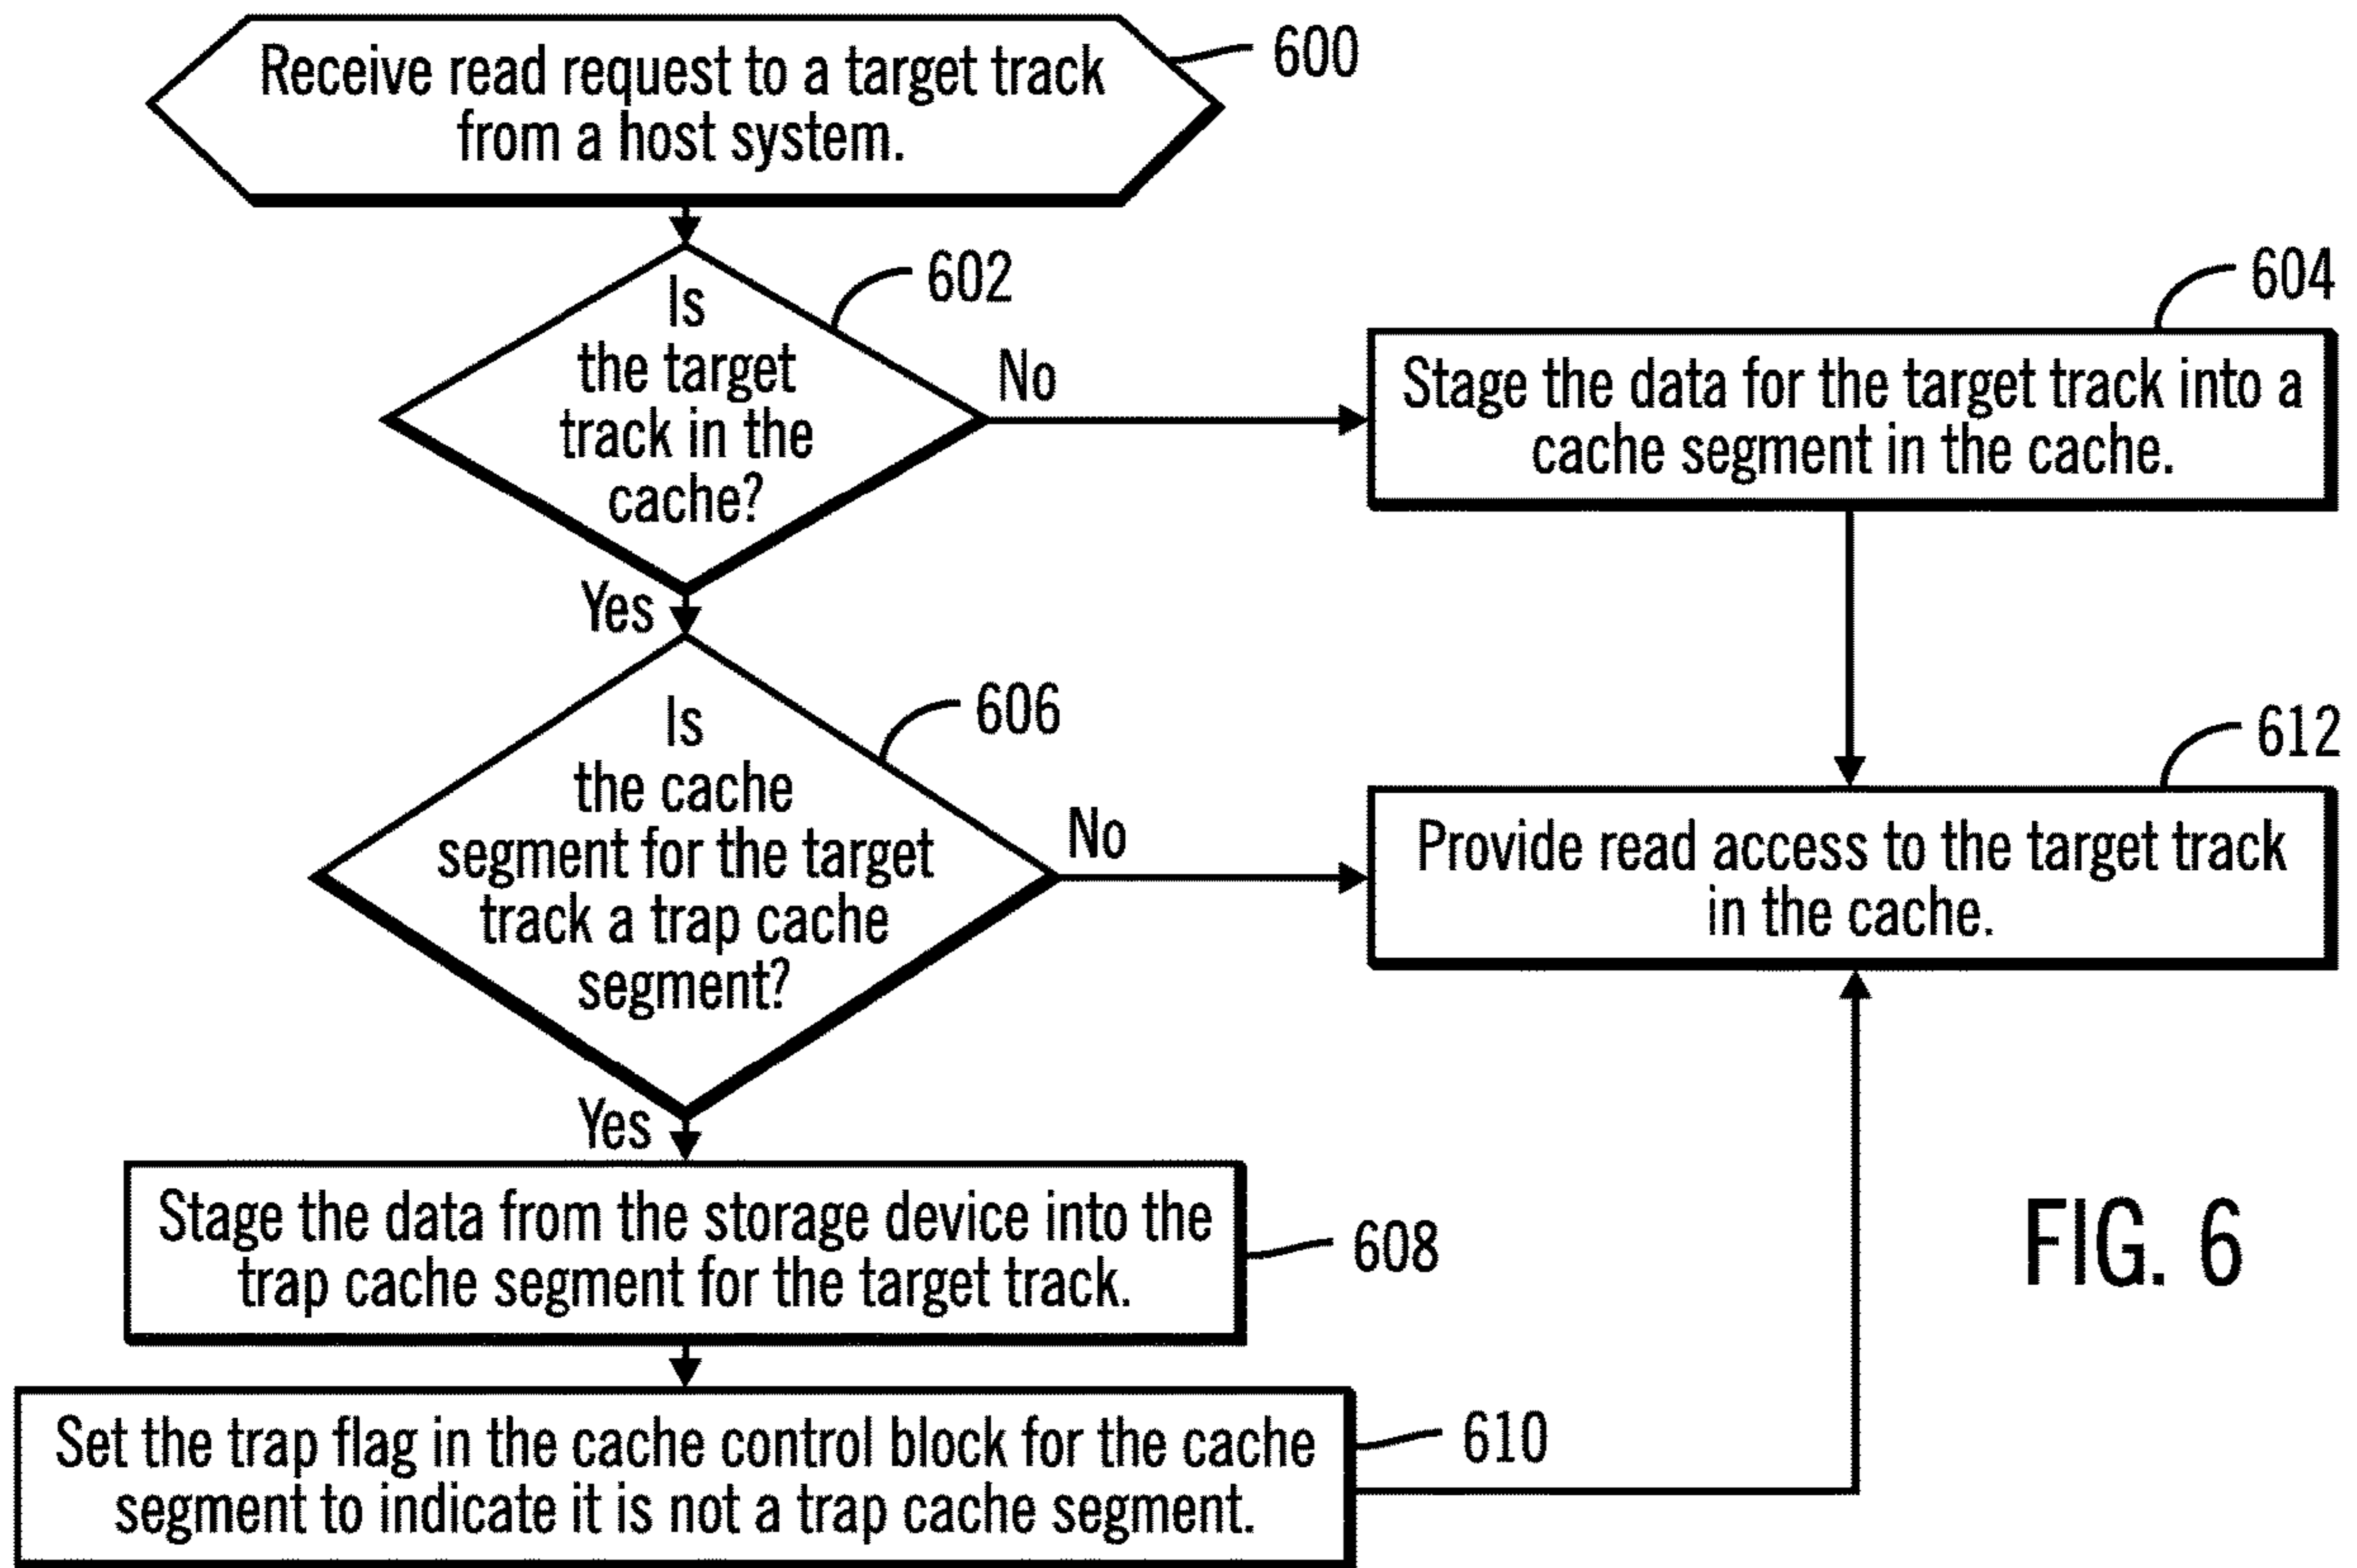 Receive read request to a target track
from a host system.
600
Is
the target
track in the
cache?
602
No
Yes
604
Stage the data for the target track into a
cache segment in the cache.
Is
the cache
segment for the target
track a trap cache
segment?
606
No
Yes
612
Provide read access to the target track
in the cache.
Stage the data from the storage device into the
trap cache segment for the target track.
608
Set the trap flag in the cache control block for the cache
segment to indicate it is not a trap cache segment.
610
FIG. 6